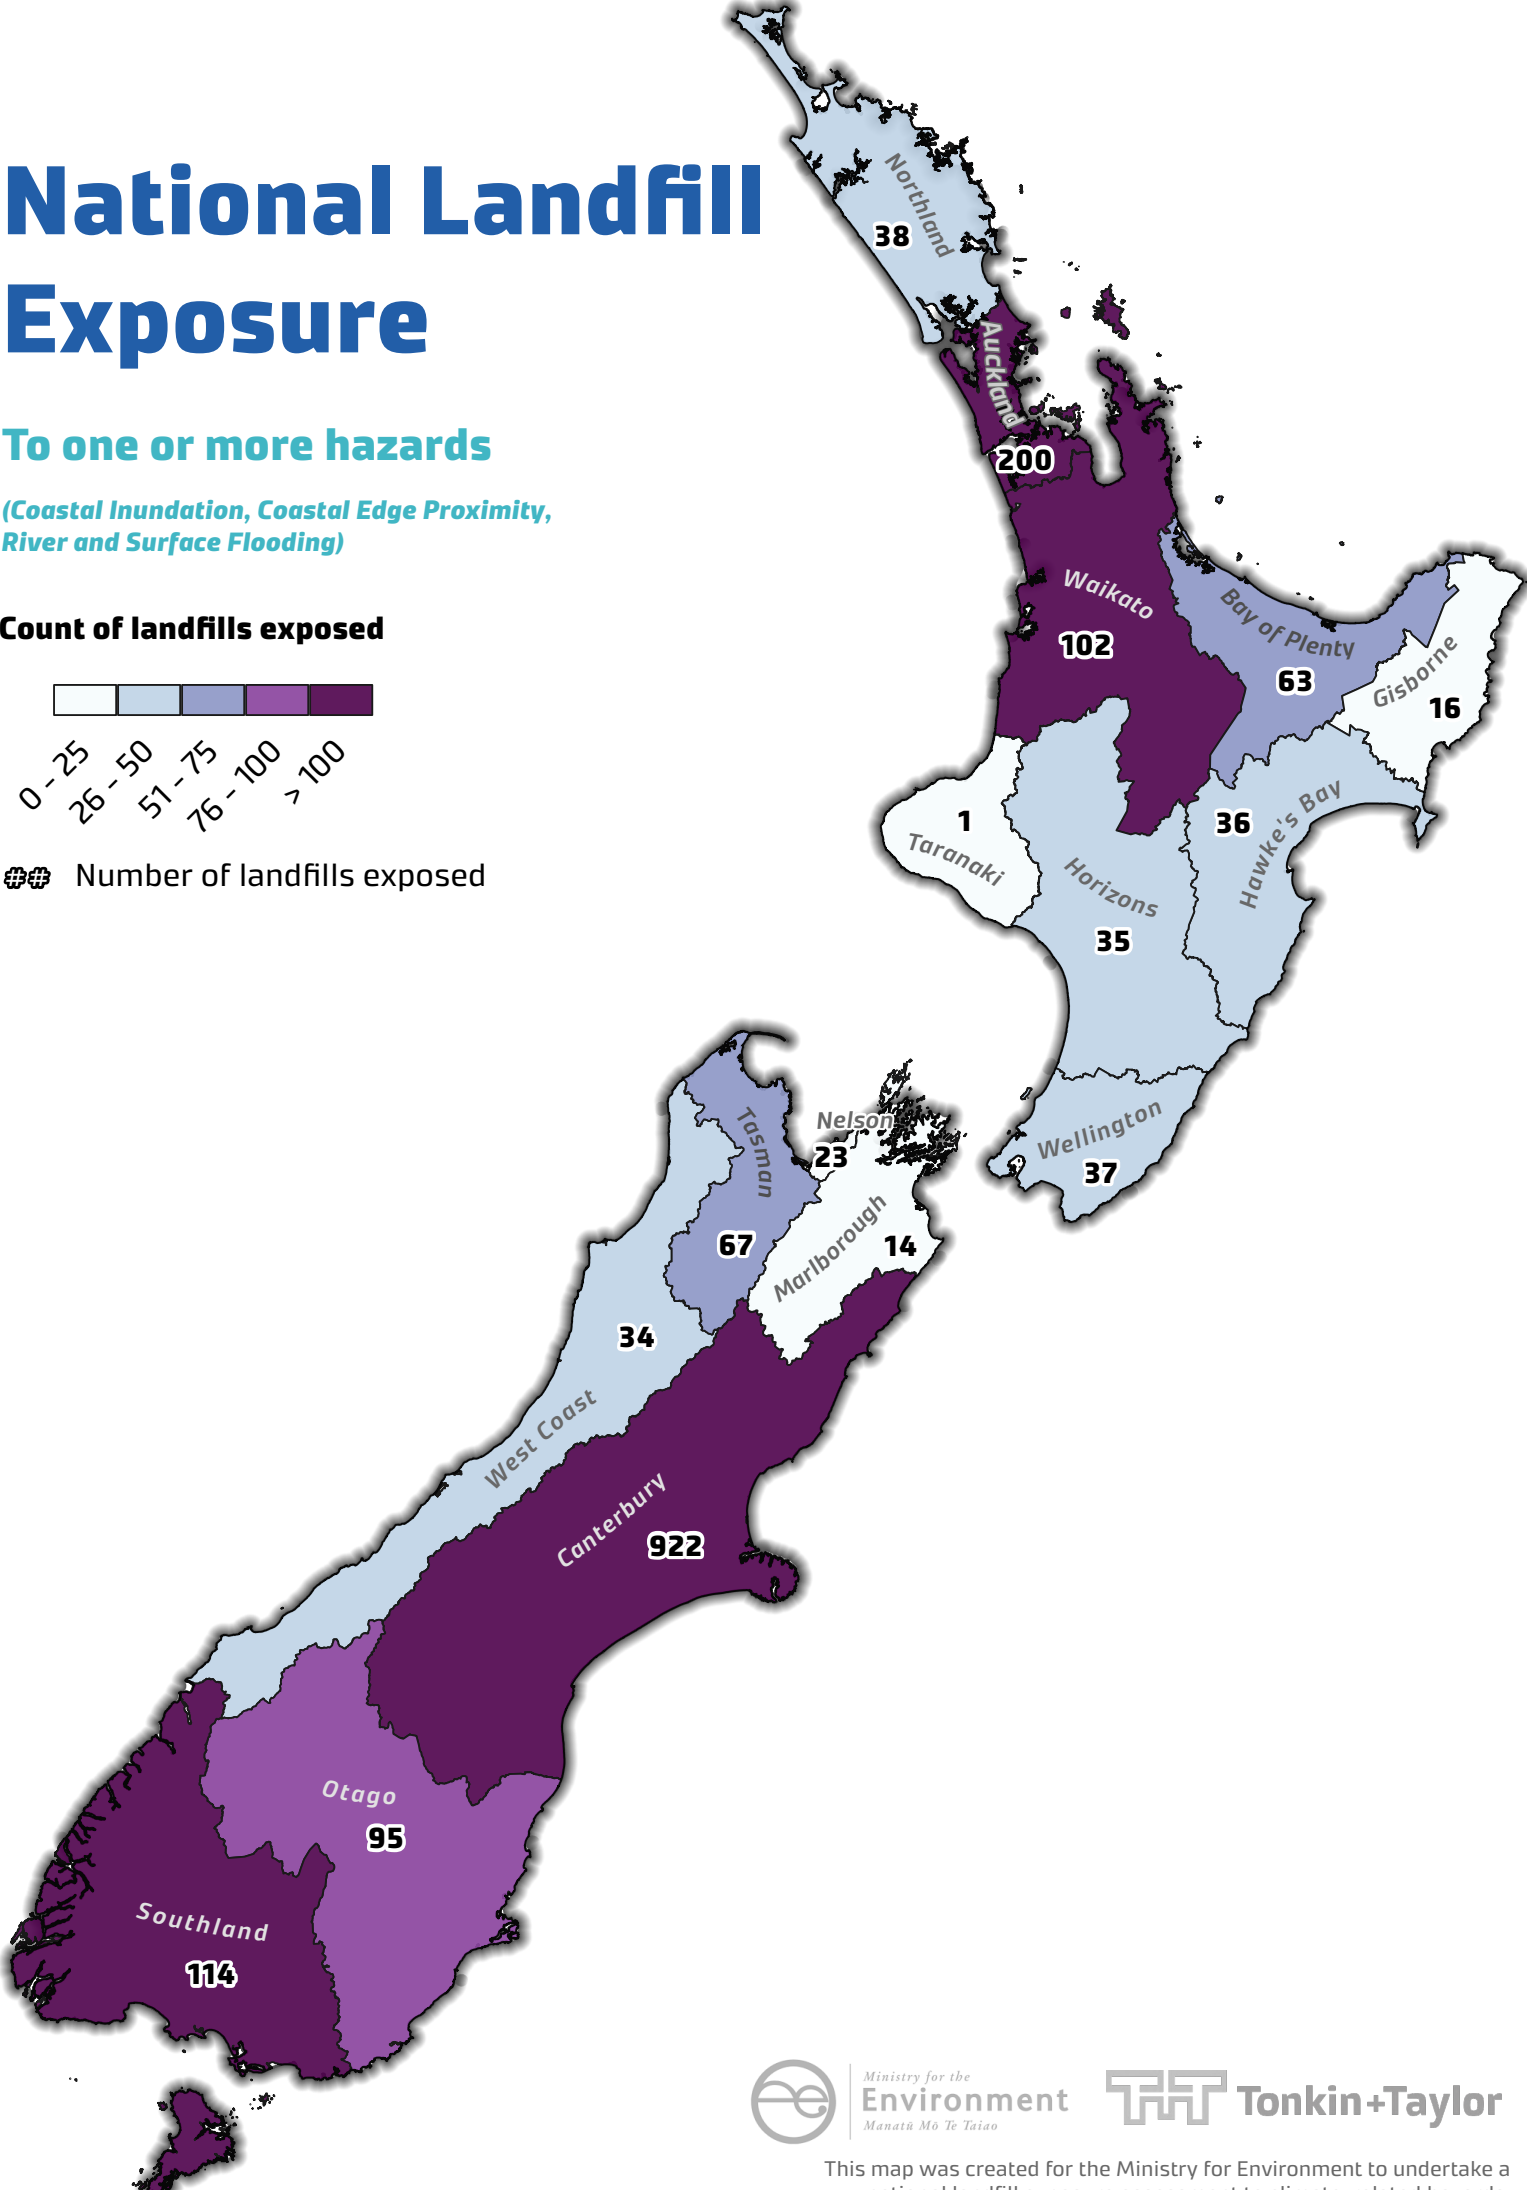 National Landfill
Exposure
To one or more hazards
(Coastal Inundation, Coastal Edge Proximity,
River and Surface Flooding)
Count of landfills exposed
0 - 25
26 - 50
51 - 75
76 - 100
> 100
## Number of landfills exposed
Northland
38
Auckland
200
Waikato
102
Bay of Plenty
63
Gisborne
16
1
Taranaki
36
Hawke's Bay
Horizons
35
Wellington
37
Nelson
23
Tasman
67
Marlborough
14
34
West Coast
Canterbury
922
Otago
95
Southland
114
Ministry for the
Environment
Manatū Mō Te Taiao
Tonkin+Taylor
This map was created for the Ministry for Environment to undertake a